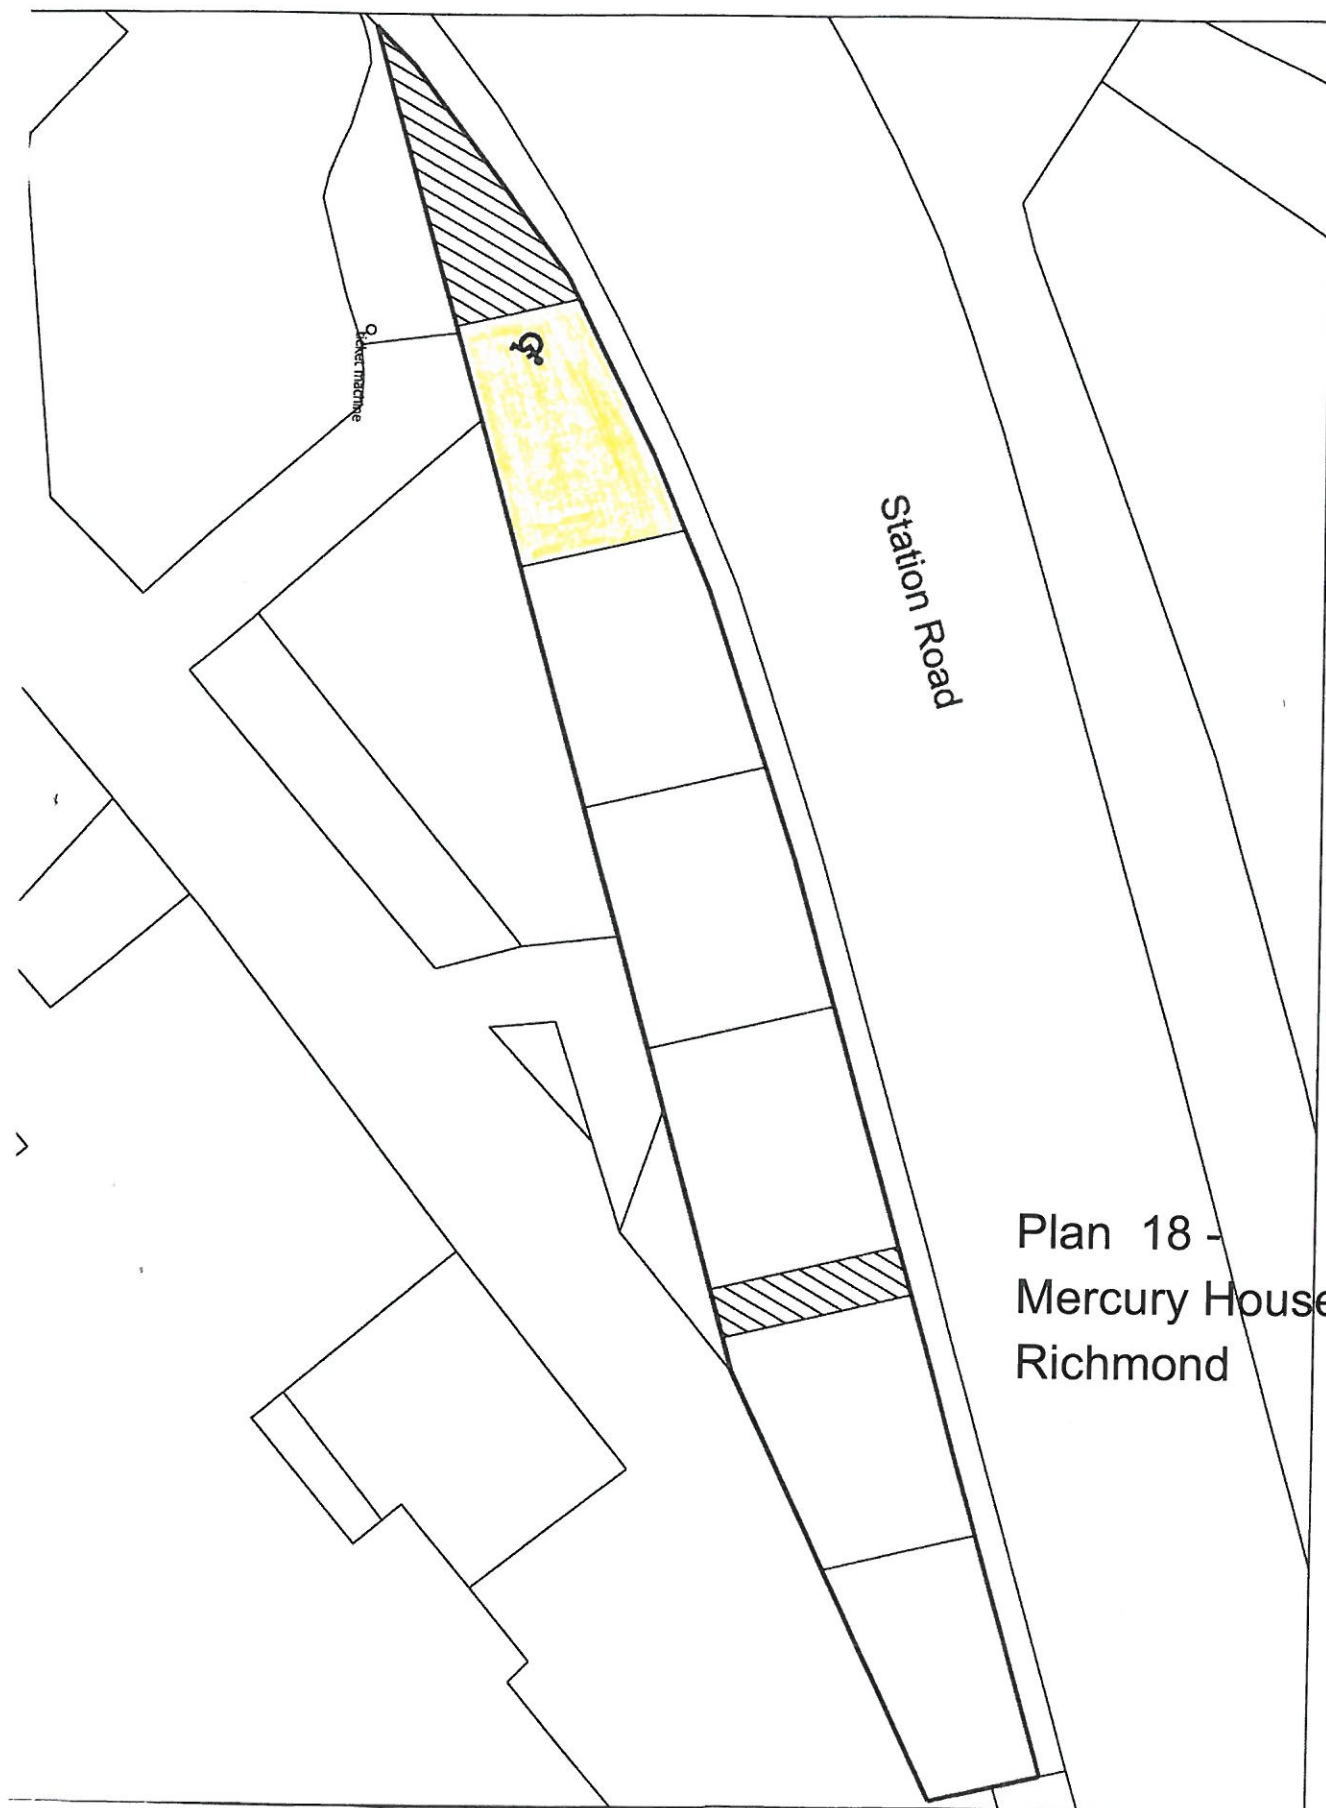 ticket machine
Station Road
Plan 18 -
Mercury House
Richmond